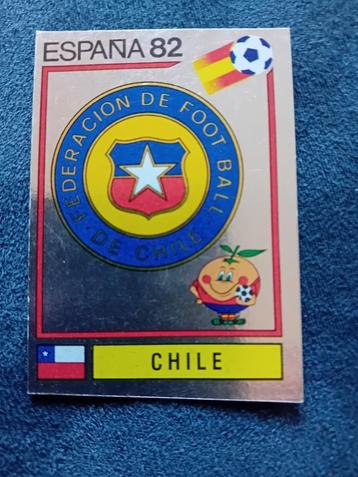 ESPAÑA 82
FEDERACION DE FOOT BALL
· DE CHILE ·
CHILE